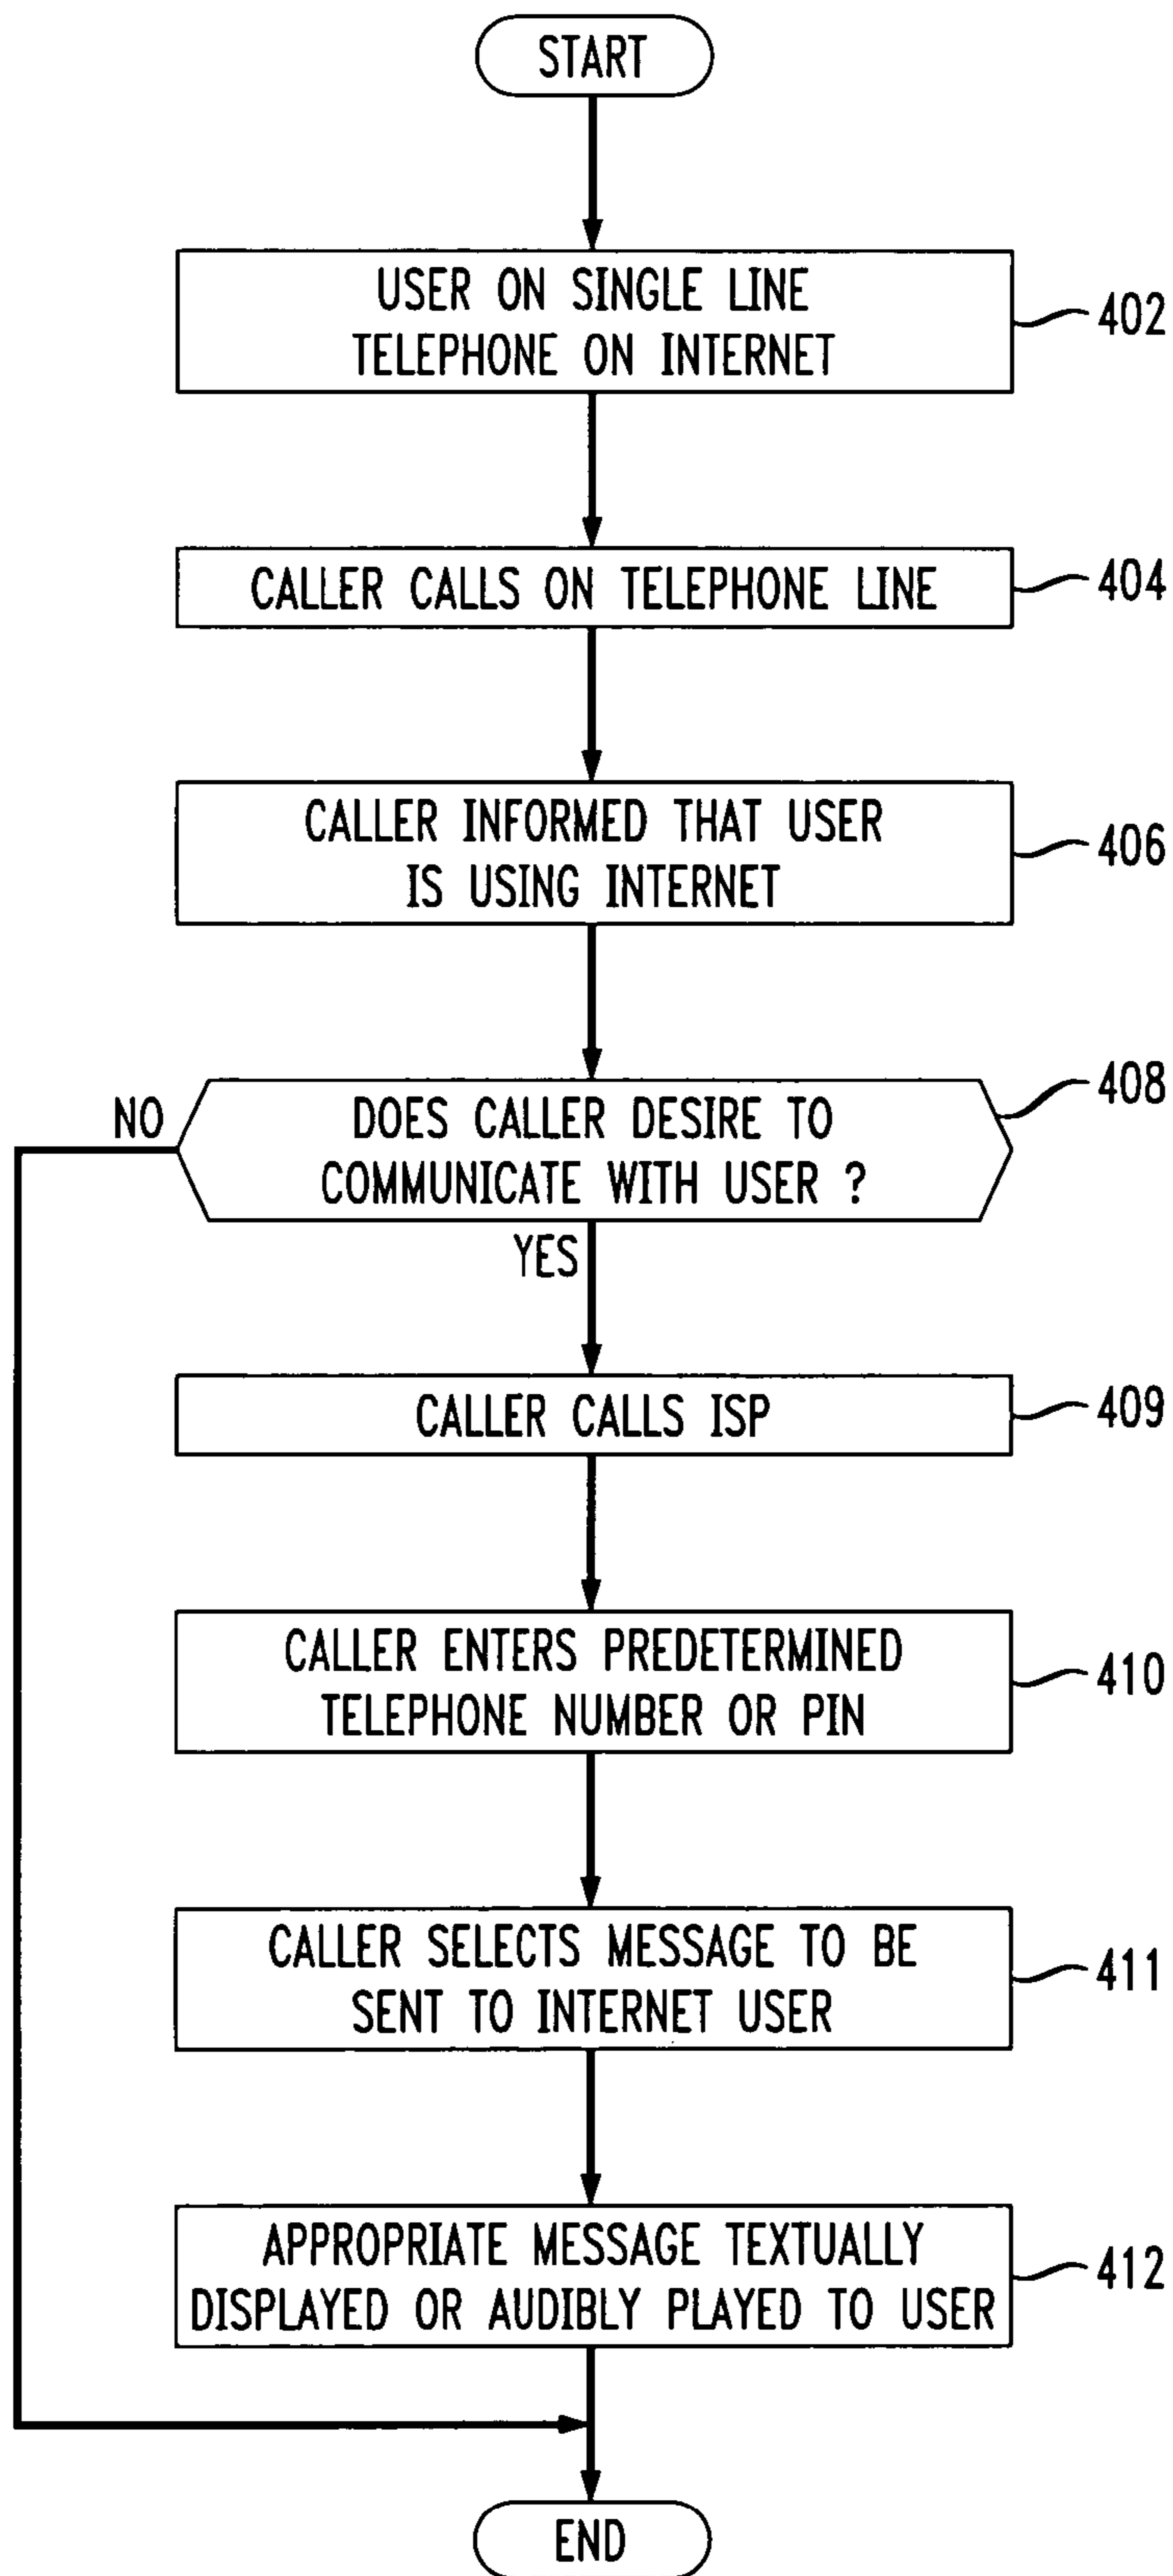 START
USER ON SINGLE LINE
TELEPHONE ON INTERNET
402
CALLER CALLS ON TELEPHONE LINE
404
CALLER INFORMED THAT USER
IS USING INTERNET
406
DOES CALLER DESIRE TO
COMMUNICATE WITH USER ?
408
NO
YES
CALLER CALLS ISP
409
CALLER ENTERS PREDETERMINED
TELEPHONE NUMBER OR PIN
410
CALLER SELECTS MESSAGE TO BE
SENT TO INTERNET USER
411
APPROPRIATE MESSAGE TEXTUALLY
DISPLAYED OR AUDIBLY PLAYED TO USER
412
END